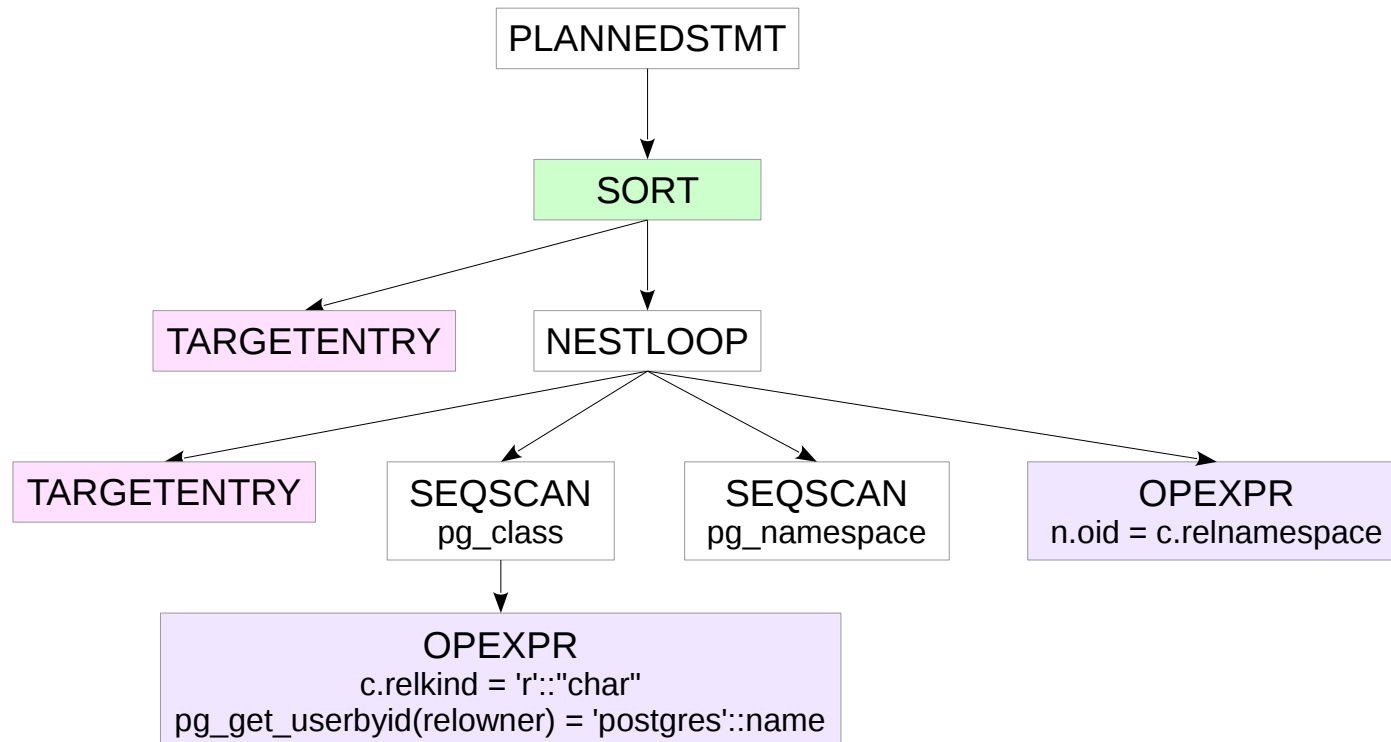 PLANNEDSTMT
SORT
TARGETENTRY
NESTLOOP
TARGETENTRY
SEQSCAN
pg_class
SEQSCAN
pg_namespace
OPEXPR
n.oid = c.relnamespace
OPEXPR
c.relkind = 'r'::"char"
pg_get_userbyid(relowner) = 'postgres'::name